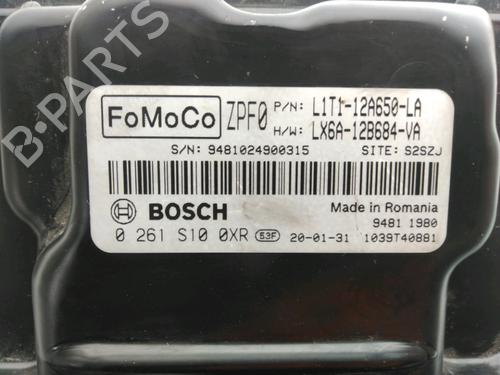 FoMoCo ZPF0 P/N: L1T1-12A650-LA
H/W: LX6A-12B684-VA
S/N: 9481024900315 SITE: S2SZJ
BOSCH Made in Romania
9481 1980
0 261 S10 0XR 53F 20-01-31 1039T40881